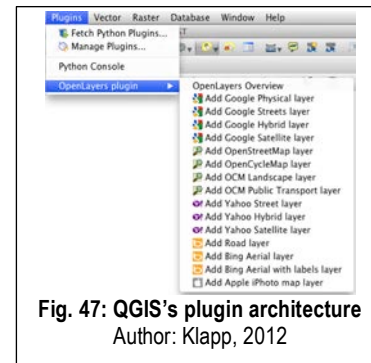 Plugins Vector Raster Database Window Help
Fetch Python Plugins...
Manage Plugins...
Python Console
OpenLayers plugin
OpenLayers Overview
Add Google Physical layer
Add Google Streets layer
Add Google Hybrid layer
Add Google Satellite layer
Add OpenStreetMap layer
Add OpenCycleMap layer
Add OCM Landscape layer
Add OCM Public Transport layer
Add Yahoo Street layer
Add Yahoo Hybrid layer
Add Yahoo Satellite layer
Add Road layer
Add Bing Aerial layer
Add Bing Aerial with labels layer
Add Apple iPhoto map layer
Fig. 47: QGIS's plugin architecture
Author: Klapp, 2012